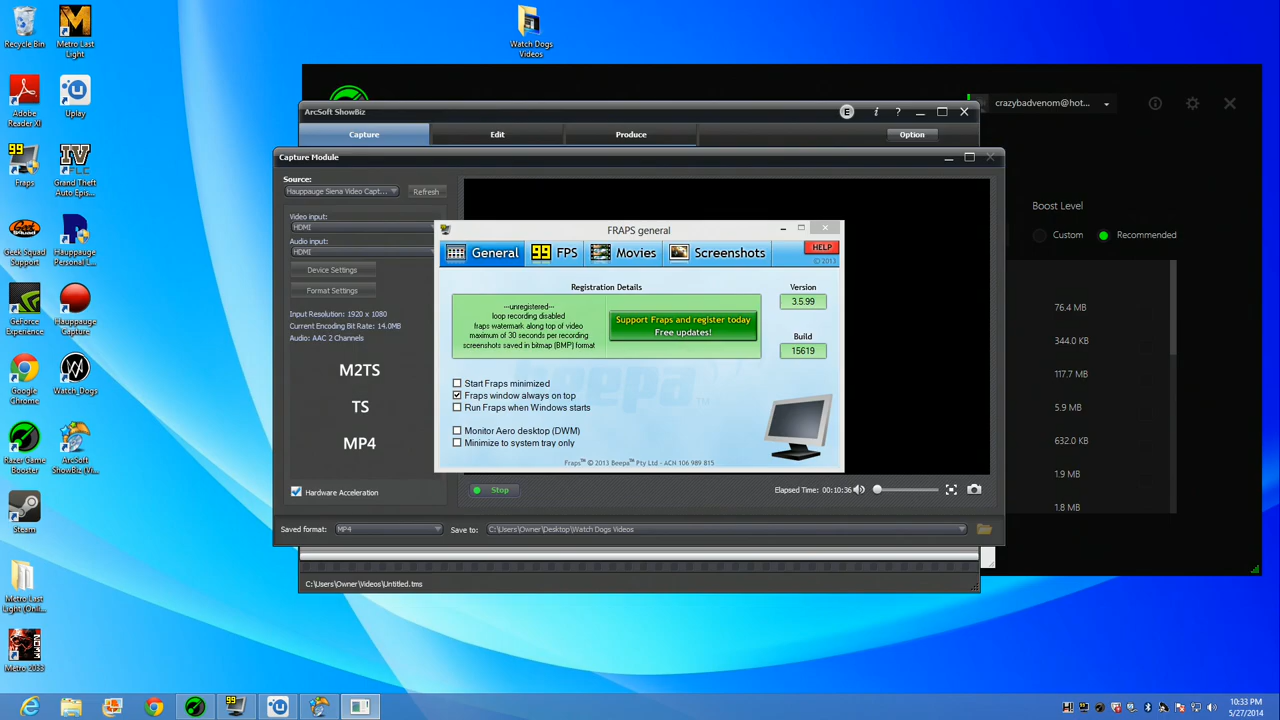 Recycle Bin
Metro Last
Light
Watch Dogs
Videos
Adobe
Reader XI
Uplay
99
Fraps
IV
FLC
Grand Theft
Auto Epis...
Geek Squad
Support
Hauppauge
Personal L...
GeForce
Experience
Hauppauge
Capture
Google
Chrome
Watch_Dogs
Razer Game
Booster
ArcSoft
ShowBiz (Vi...
Steam
Metro Last
Light (Onli...
Metro 2033
crazybadvenom@hot...
Boost Level
Custom
Recommended
76.4 MB
344.0 KB
117.7 MB
5.9 MB
632.0 KB
1.9 MB
1.8 MB
ArcSoft ShowBiz
E i ?
Capture Edit Produce Option
Capture Module
Source:
Hauppauge Siena Video Capt...
Refresh
Video input:
HDMI
Audio input:
HDMI
Device Settings
Format Settings
Input Resolution: 1920 x 1080
Current Encoding Bit Rate: 14.0MB
Audio: AAC 2 Channels
M2TS
TS
MP4
Hardware Acceleration
Stop
Elapsed Time: 00:10:36
Saved format: MP4 Save to: C:\Users\Owner\Desktop\Watch Dogs Videos
C:\Users\Owner\Videos\Untitled.tms
FRAPS general
General 99 FPS Movies Screenshots
HELP
© 2013
Registration Details
---unregistered---
loop recording disabled
fraps watermark along top of video
maximum of 30 seconds per recording
screenshots saved in bitmap (BMP) format
Support Fraps and register today
Free updates!
Version
3.5.99
Build
15619
beepa™
Start Fraps minimized
Fraps window always on top
Run Fraps when Windows starts
Monitor Aero desktop (DWM)
Minimize to system tray only
Fraps™ © 2013 Beepa™ Pty Ltd - ACN 106 989 815
99
10:33 PM
5/27/2014